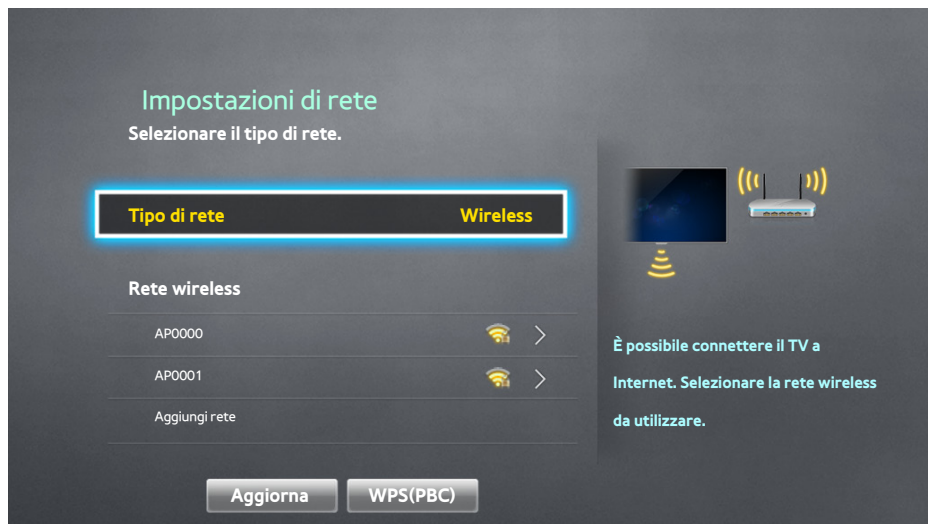 Impostazioni di rete
Selezionare il tipo di rete.
Tipo di rete Wireless
Rete wireless
AP0000
AP0001
Aggiungi rete
Aggiorna WPS(PBC)
È possibile connettere il TV a
Internet. Selezionare la rete wireless
da utilizzare.